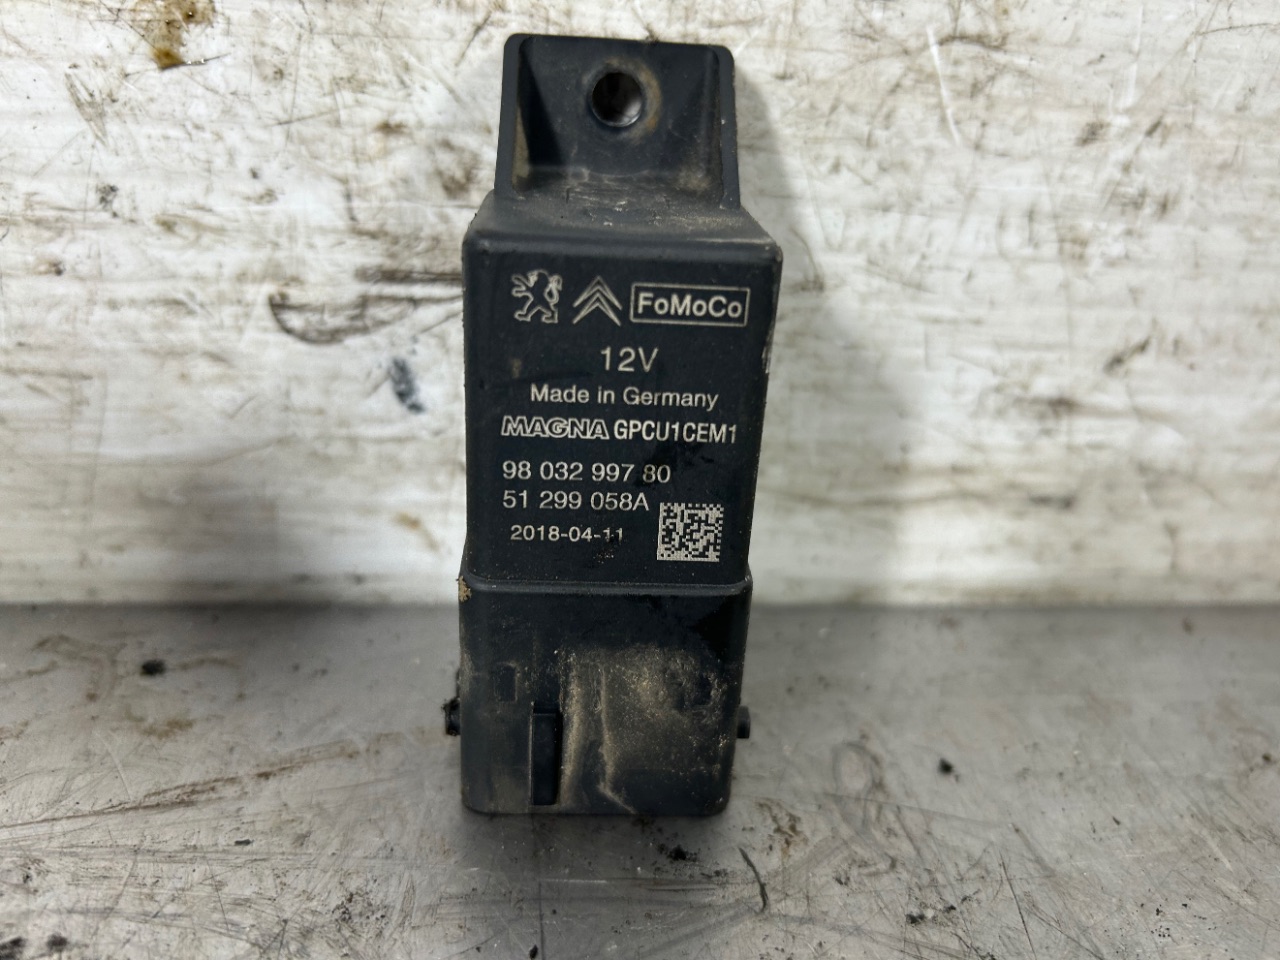 FoMoCo
12V
Made in Germany
MAGNA GPCU1CEM1
98 032 997 80
51 299 058A
2018-04-11